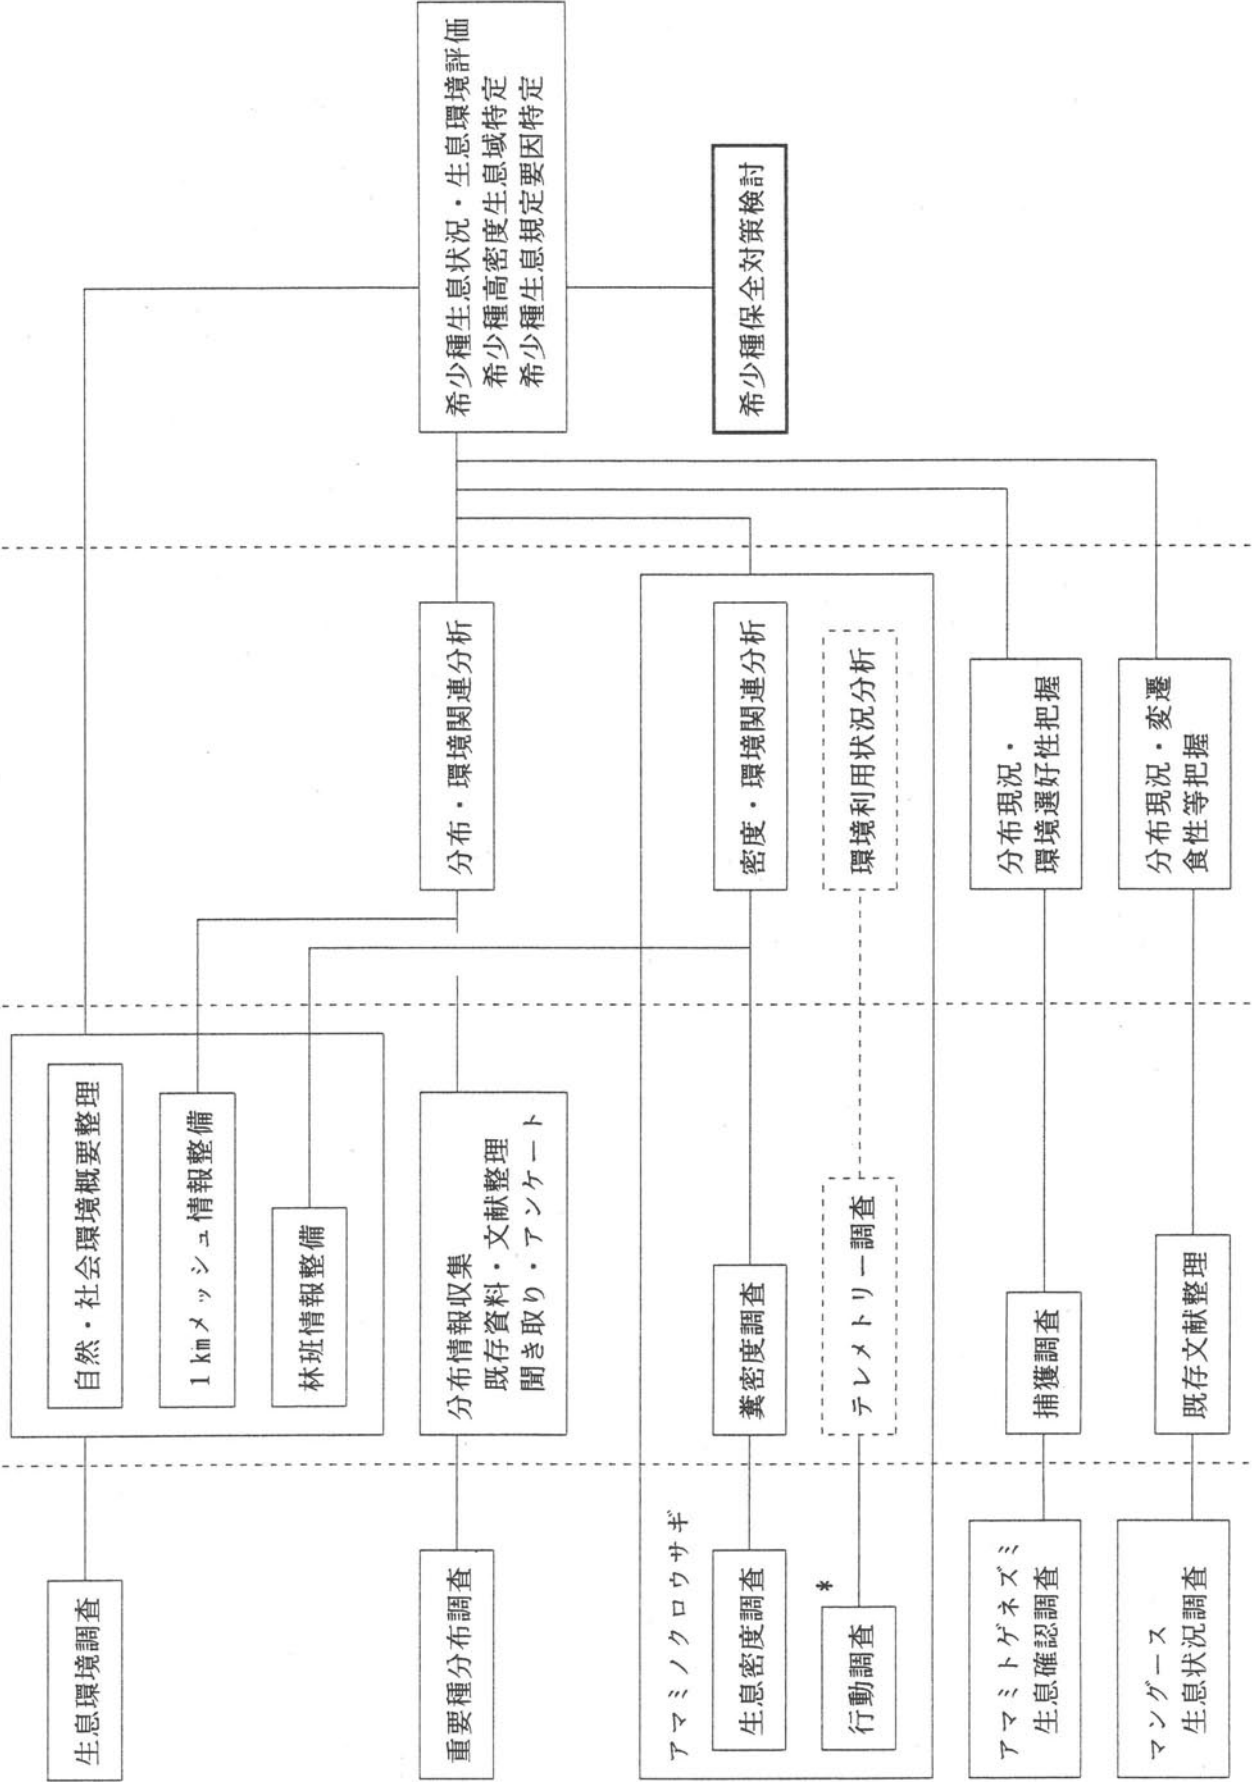 生息環境調査
自然・社会環境概要整理
1kmメッシュ情報整備
林班情報整備
重要種分布調査
分布情報収集
既存資料・文献整理
聞き取り・アンケート
分布・環境関連分析
希少種生息状況・生息環境評価
希少種高密度生息域特定
希少種生息規定要因特定
アマミノクロウサギ
生息密度調査
糞密度調査
密度・環境関連分析
希少種保全対策検討
*
行動調査
テレメトリー調査
環境利用状況分析
アマミトゲネズミ
生息確認調査
捕獲調査
分布現況・
環境選好性把握
マングース
生息状況調査
既存文献整理
分布現況・変遷
食性等把握